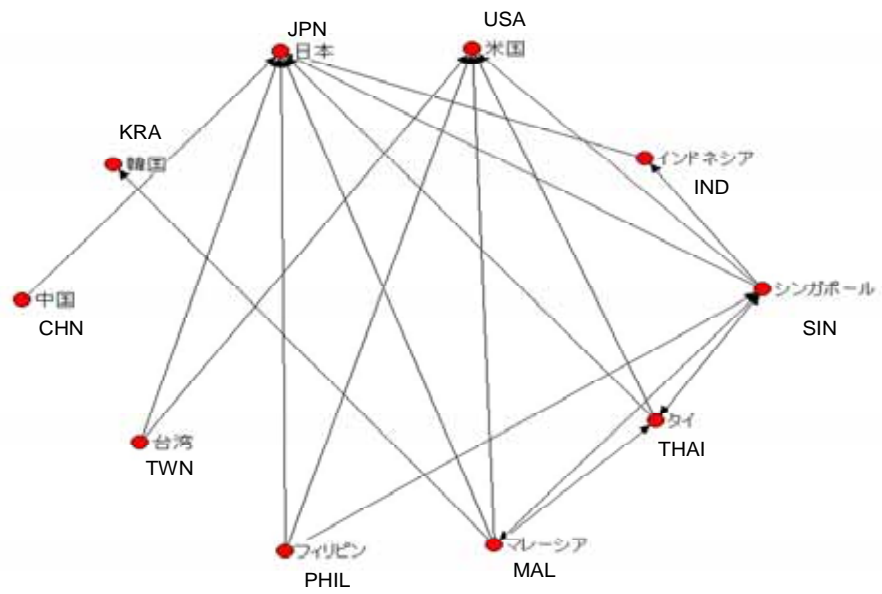 JPN
日本
USA
米国
KRA
韓国
インドネシア
IND
中国
CHN
シンガポール
SIN
台湾
TWN
タイ
THAI
フィリピン
PHIL
マレーシア
MAL